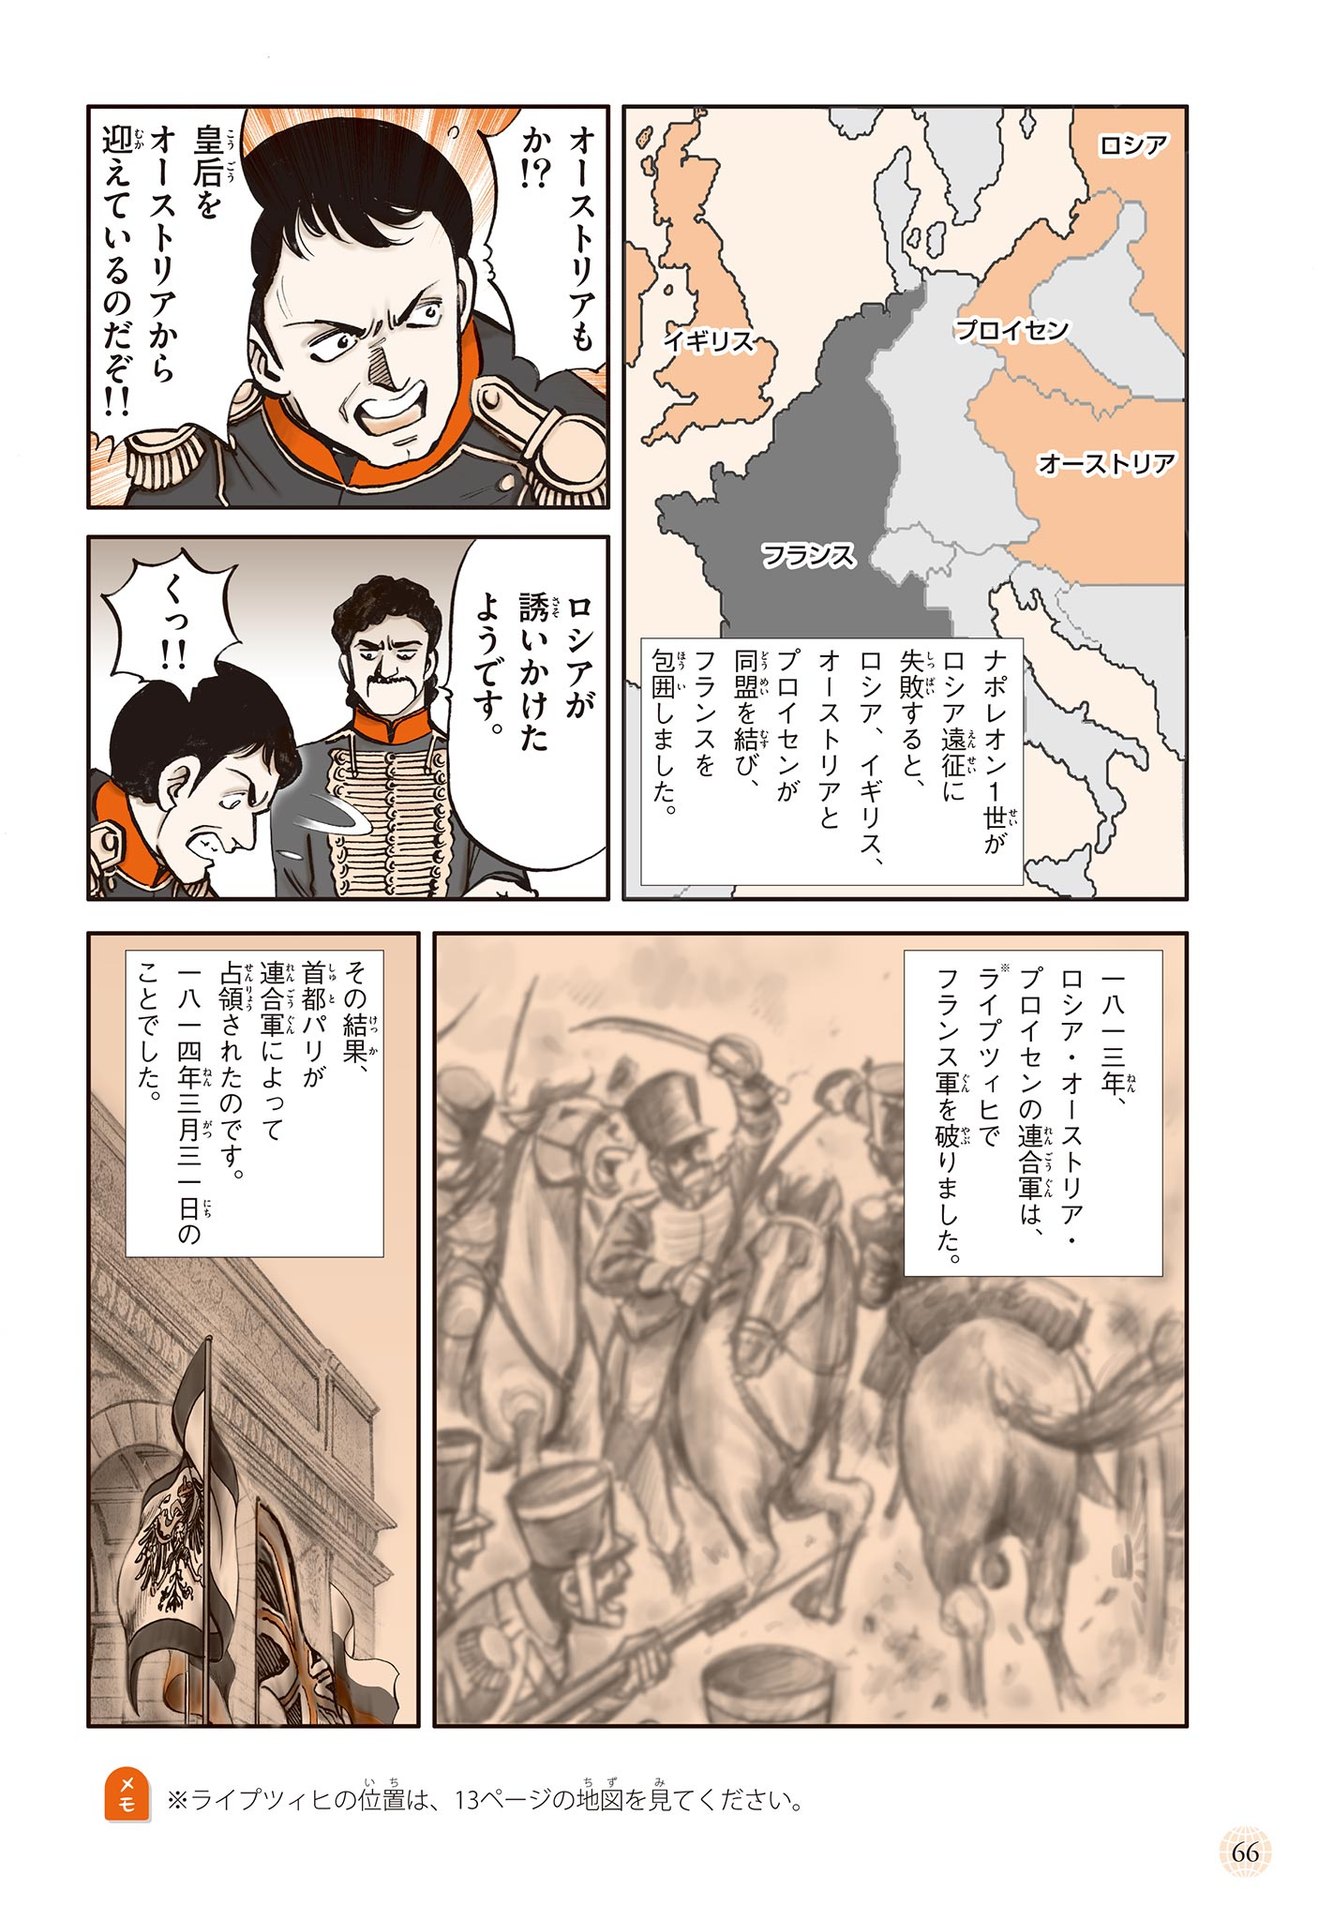 ロシア
イギリス
プロイセン
オーストリア
フランス
ナポレオン1世が
ロシア遠征に
失敗すると、
ロシア、イギリス、
オーストリアと
プロイセンが
同盟を結び、
フランスを
包囲しました。
オーストリアも
か!?
皇后を
オーストリアから
迎えているのだぞ!!
ロシアが
誘いかけた
ようです。
くっ!!
一八一三年、
ロシア・オーストリア・
プロイセンの連合軍は、
※ライプツィヒで
フランス軍を破りました。
その結果、
首都パリが
連合軍によって
占領されたのです。
一八一四年三月三一日の
ことでした。
メモ
※ライプツィヒの位置は、13ページの地図を見てください。
66